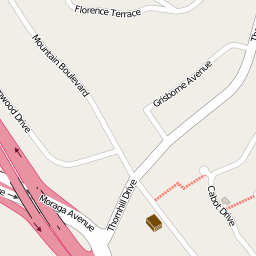 Florence Terrace
Mountain Boulevard
Grisborne Avenue
Moraga Avenue
Thornhill Drive
Cabot Drive